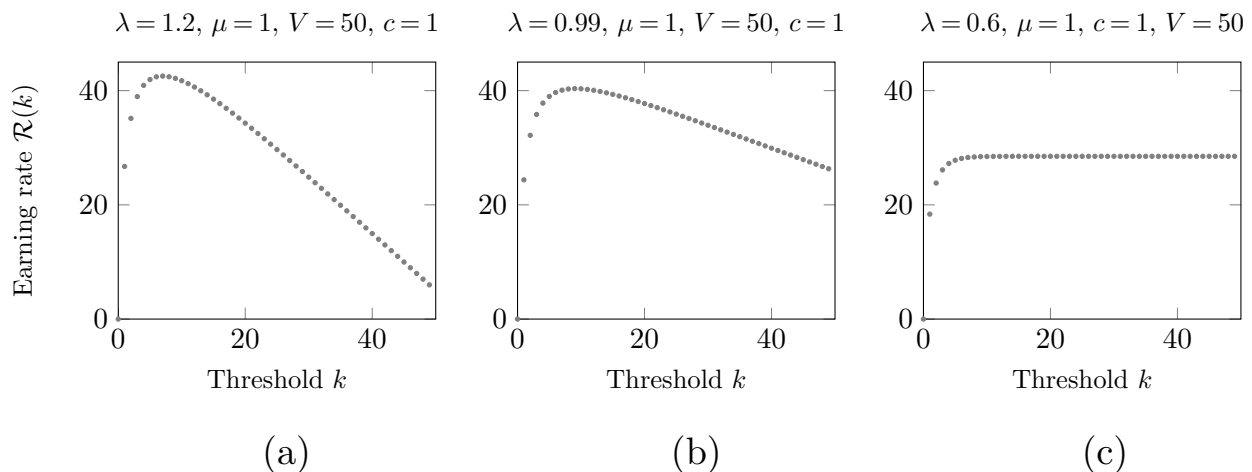 λ = 1.2, μ = 1, V = 50, c = 1
Earning rate R(k)
40
20
0
0 20 40
Threshold k
(a)
λ = 0.99, μ = 1, V = 50, c = 1
40
20
0
0 20 40
Threshold k
(b)
λ = 0.6, μ = 1, c = 1, V = 50
40
20
0
0 20 40
Threshold k
(c)